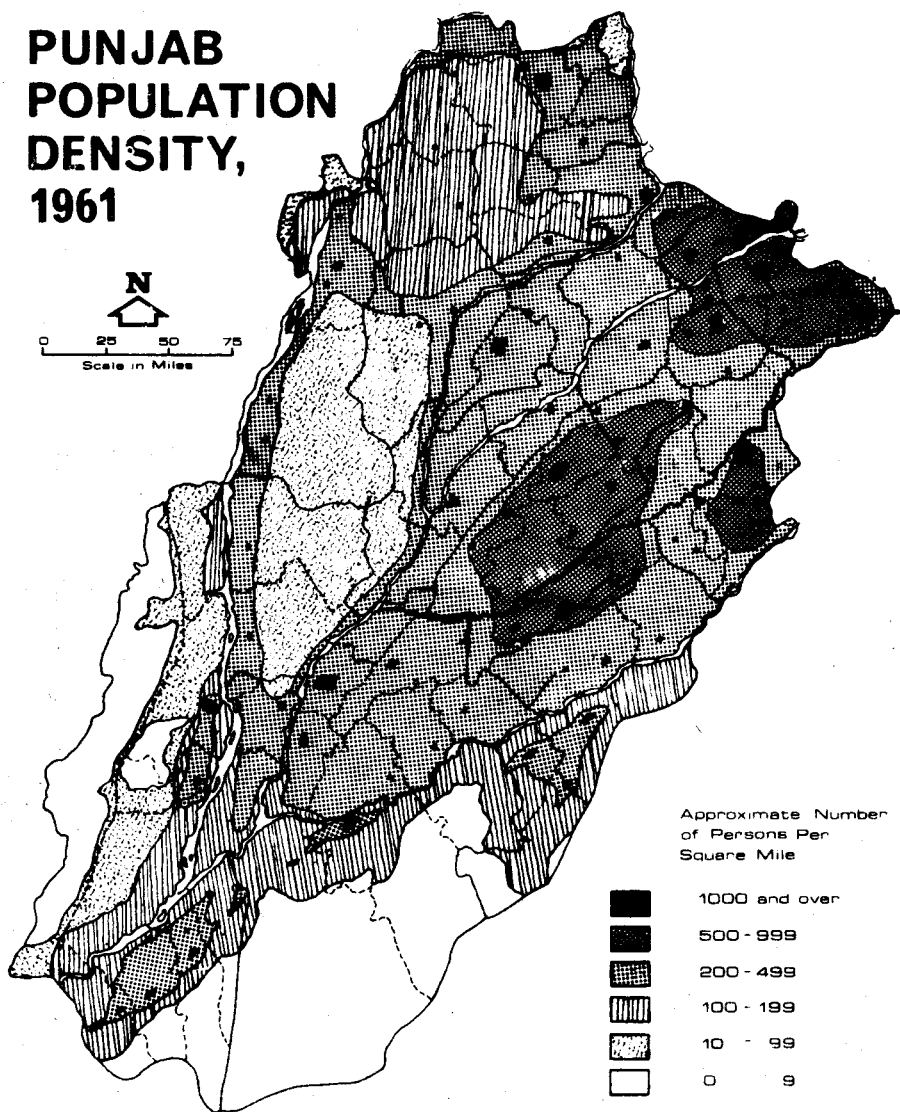 PUNJAB
POPULATION
DENSITY,
1961
N
0 25 50 75
Scale in Miles
Approximate Number
of Persons Per
Square Mile
1000 and over
500 - 999
200 - 499
100 - 199
10 - 99
0 9